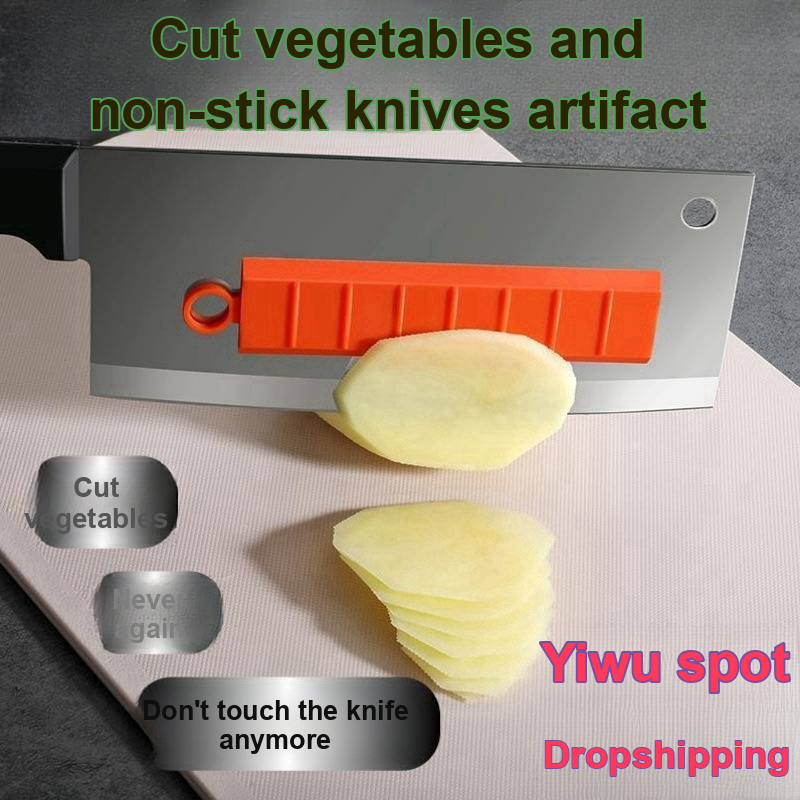 Cut vegetables and
non-stick knives artifact
Cut
vegetables
Never
again
Don't touch the knife
anymore
Yiwu spot
Dropshipping